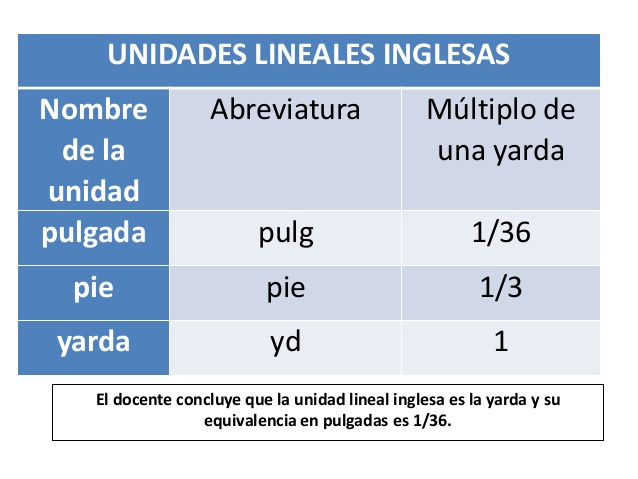 UNIDADES LINEALES INGLESAS
Nombre de la unidad Abreviatura Múltiplo de una yarda
pulgada pulg 1/36
pie pie 1/3
yarda yd 1
El docente concluye que la unidad lineal inglesa es la yarda y su
equivalencia en pulgadas es 1/36.